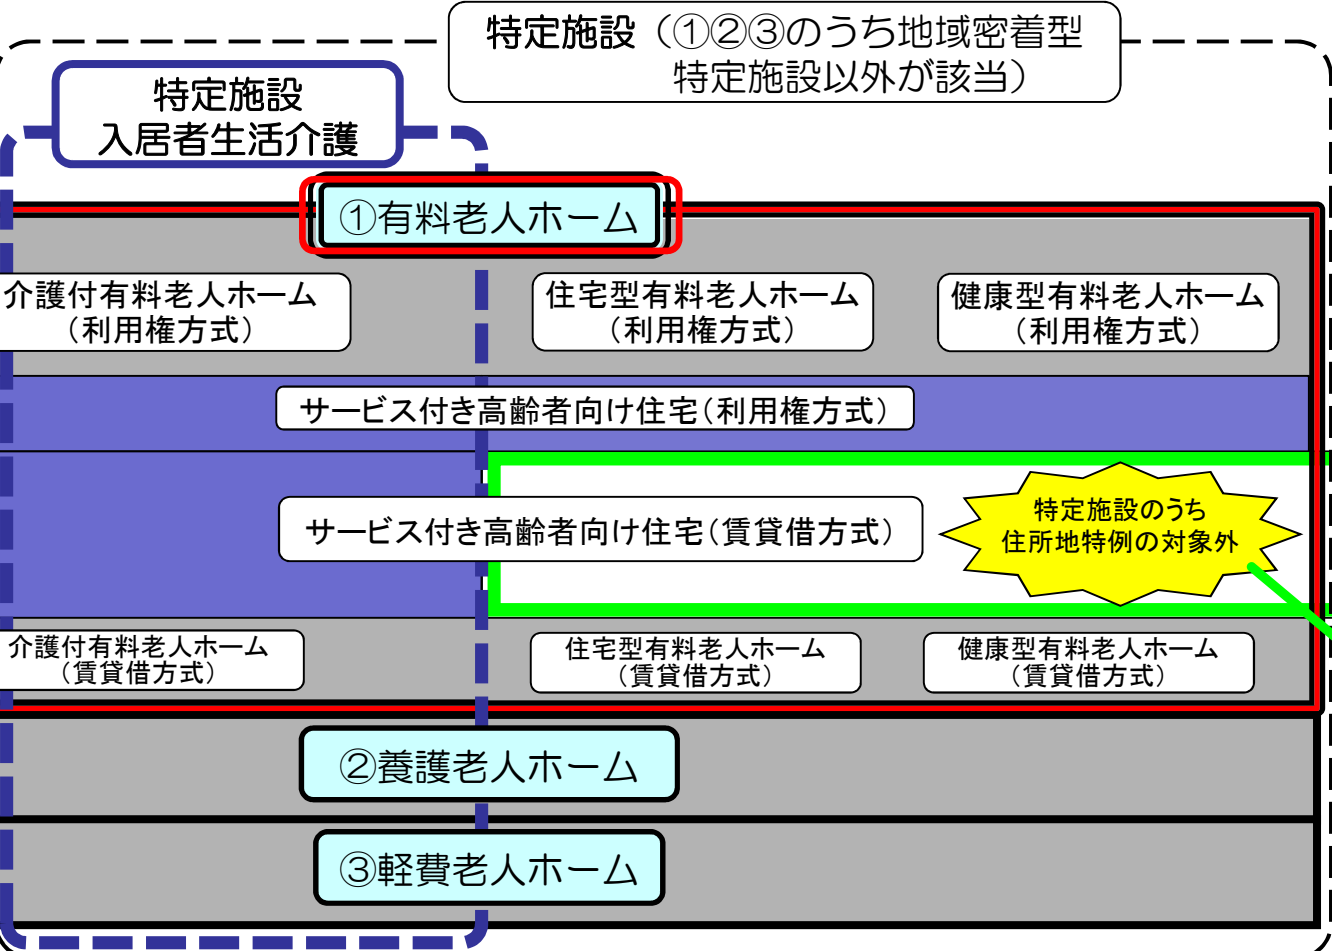 特定施設（①②③のうち地域密着型
特定施設以外が該当）
特定施設
入居者生活介護
①有料老人ホーム
介護付有料老人ホーム
（利用権方式）
住宅型有料老人ホーム
（利用権方式）
健康型有料老人ホーム
（利用権方式）
サービス付き高齢者向け住宅（利用権方式）
サービス付き高齢者向け住宅（賃貸借方式）
特定施設のうち
住所地特例の対象外
介護付有料老人ホーム
（賃貸借方式）
住宅型有料老人ホーム
（賃貸借方式）
健康型有料老人ホーム
（賃貸借方式）
②養護老人ホーム
③軽費老人ホーム